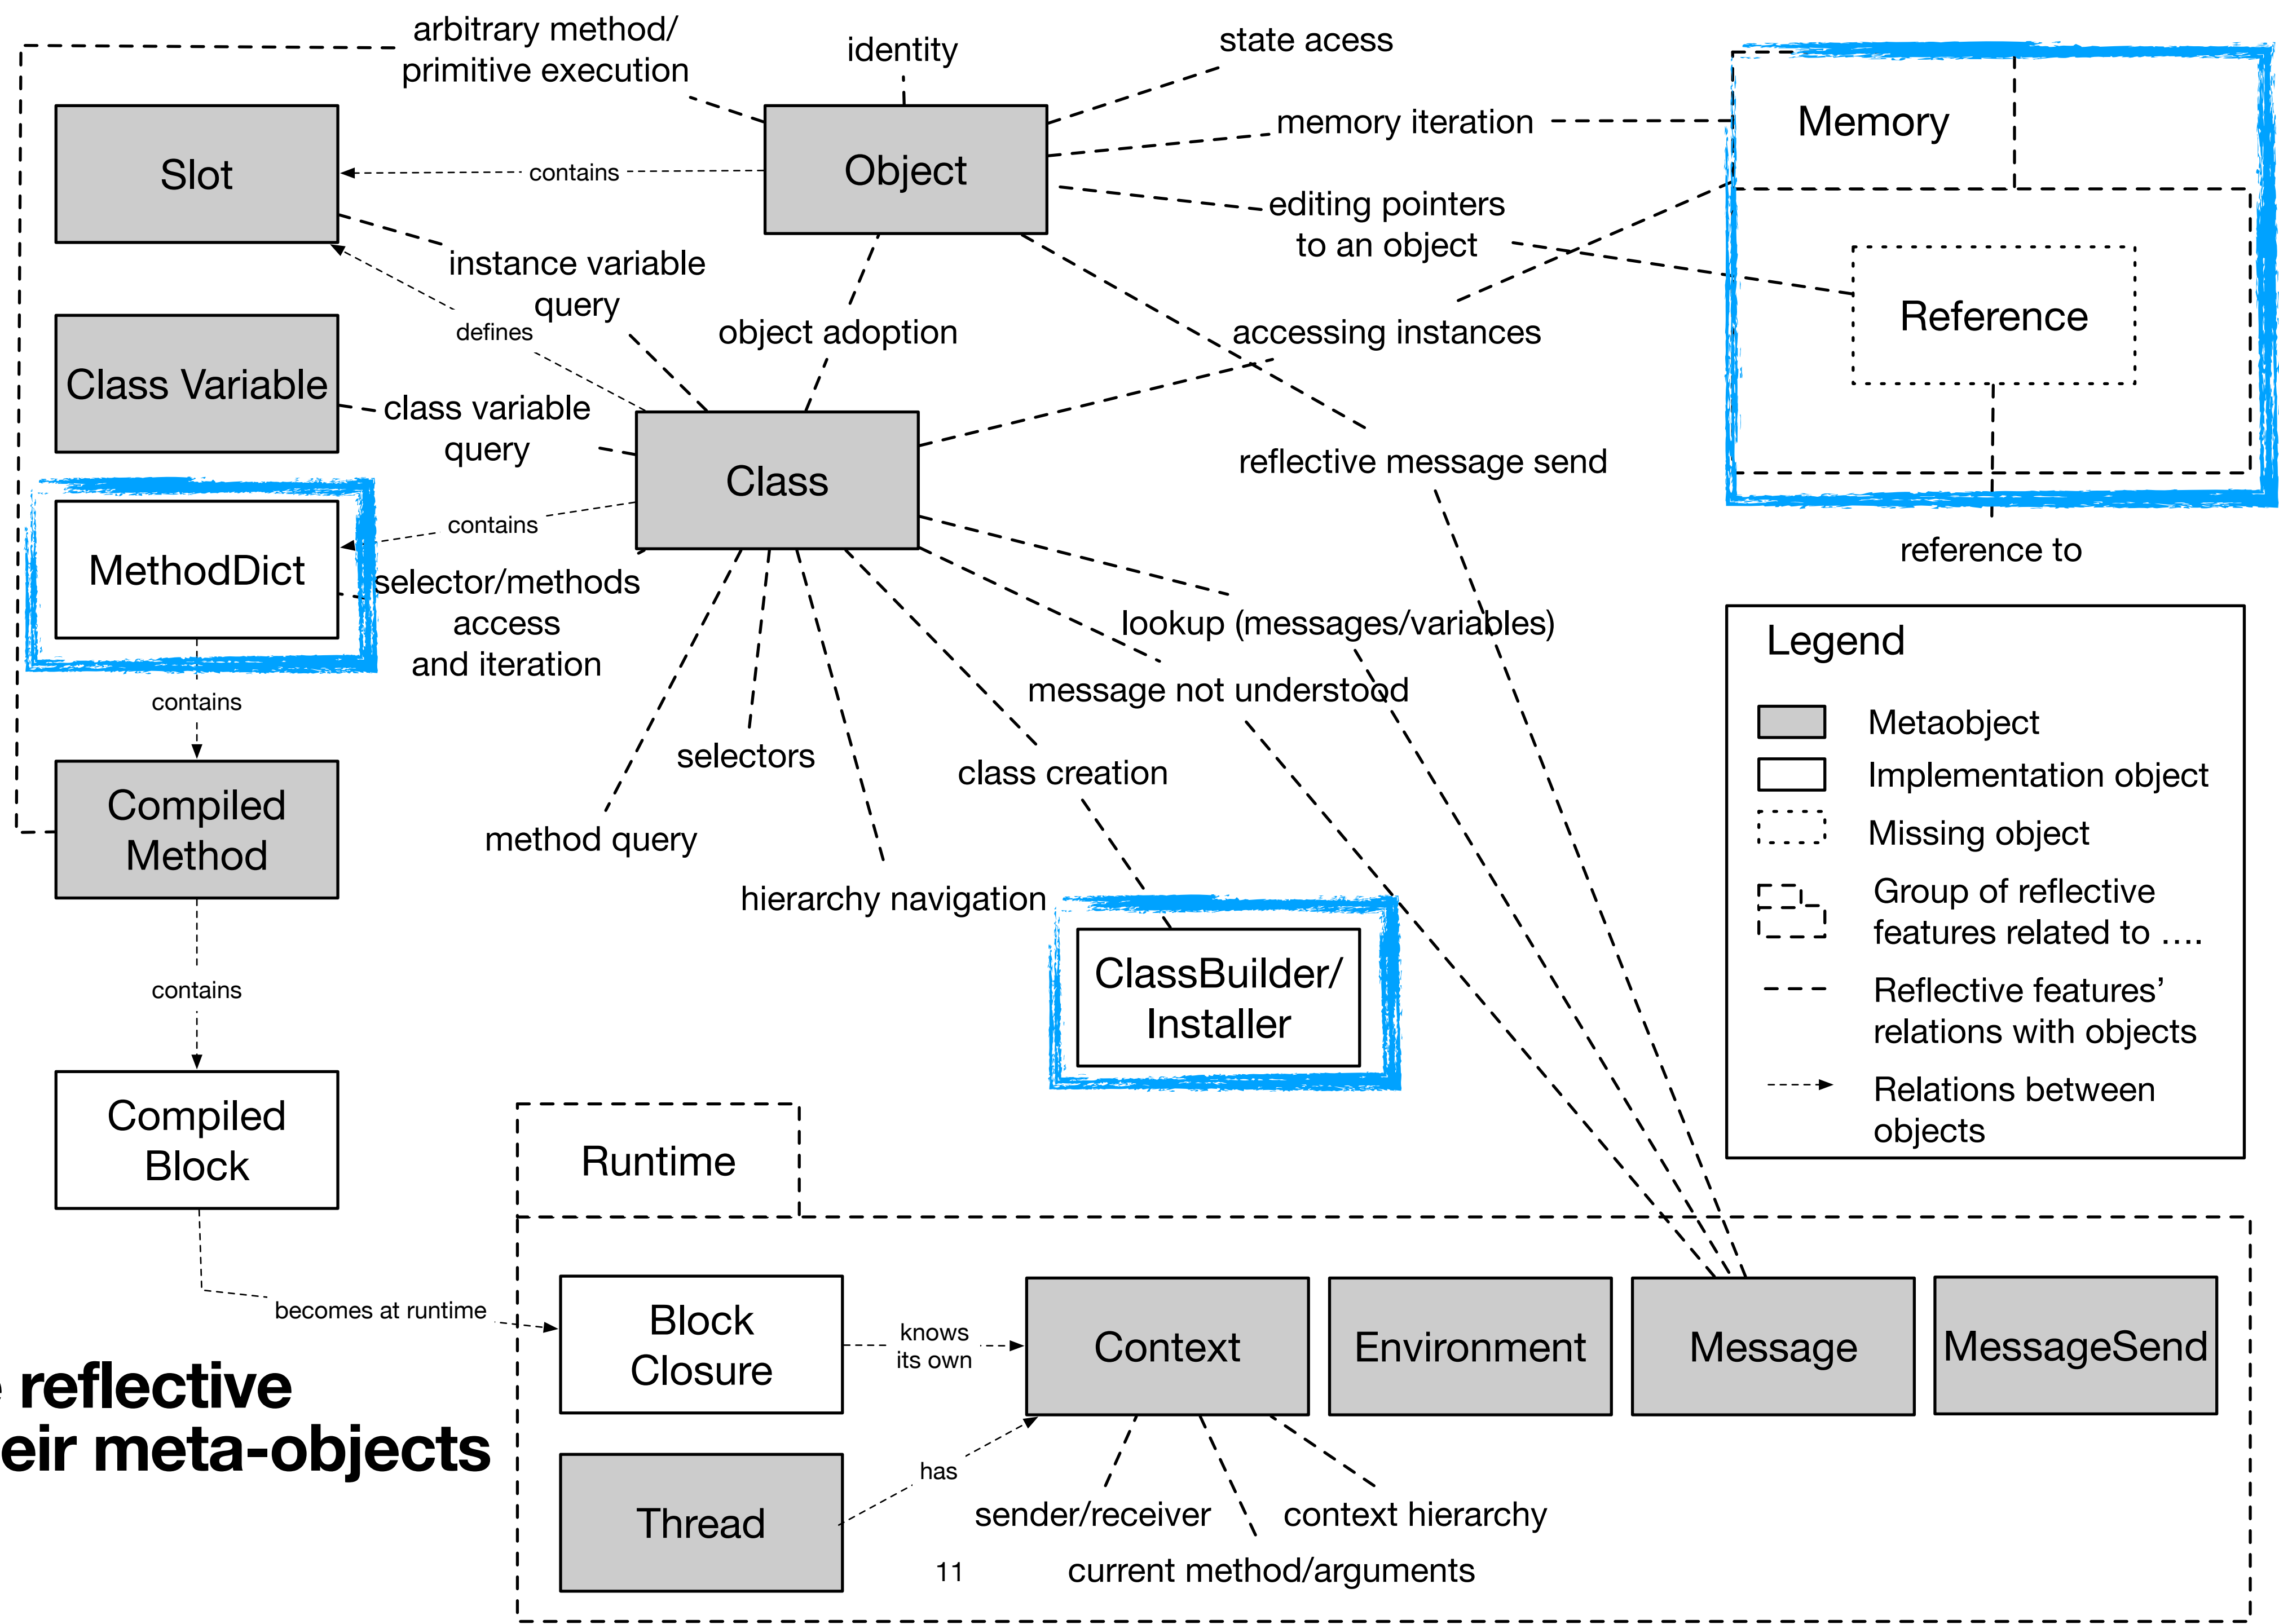 arbitrary method/
primitive execution
identity
state acess
memory iteration
Memory
Slot
contains
Object
editing pointers
to an object
instance variable
query
defines
object adoption
accessing instances
Reference
Class Variable
class variable
query
Class
reflective message send
contains
reference to
MethodDict
selector/methods
access
and iteration
lookup (messages/variables)
message not understood
contains
selectors
class creation
method query
hierarchy navigation
Compiled
Method
ClassBuilder/
Installer
contains
Compiled
Block
Legend
Metaobject
Implementation object
Missing object
Group of reflective
features related to ....
Reflective features’
relations with objects
Relations between
objects
Runtime
becomes at runtime
Block
Closure
knows
its own
Context
Environment
Message
MessageSend
reflective
eir meta-objects
Thread
has
sender/receiver
context hierarchy
current method/arguments
11